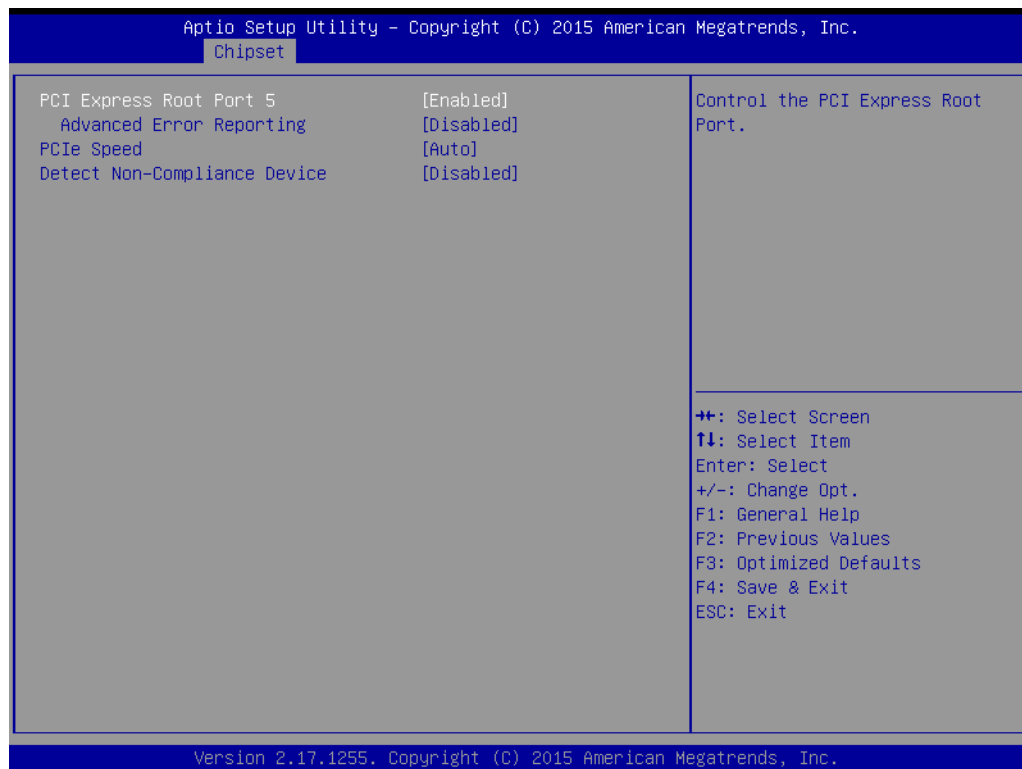 Aptio Setup Utility – Copyright (C) 2015 American Megatrends, Inc.
Chipset
PCI Express Root Port 5 [Enabled]
Advanced Error Reporting [Disabled]
PCIe Speed [Auto]
Detect Non-Compliance Device [Disabled]
Control the PCI Express Root
Port.
→←: Select Screen
↑↓: Select Item
Enter: Select
+/-: Change Opt.
F1: General Help
F2: Previous Values
F3: Optimized Defaults
F4: Save & Exit
ESC: Exit
Version 2.17.1255. Copyright (C) 2015 American Megatrends, Inc.